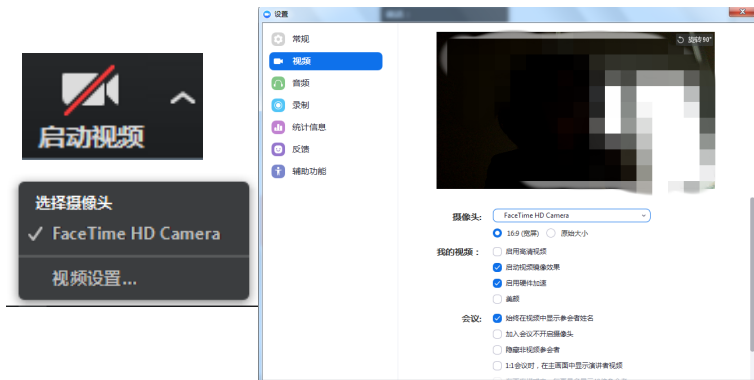 启动视频
选择摄像头
✓ FaceTime HD Camera
视频设置...
设置
常规
视频
音频
录制
统计信息
反馈
辅助功能
旋转90°
摄像头: FaceTime HD Camera
16:9 (宽屏) 原始大小
我的视频： 启用高清视频
启动视频镜像效果
启用硬件加速
美颜
会议: 始终在视频中显示参会者姓名
加入会议不开启摄像头
隐藏非视频参会者
1:1会议时，在主画面中显示演讲者视频